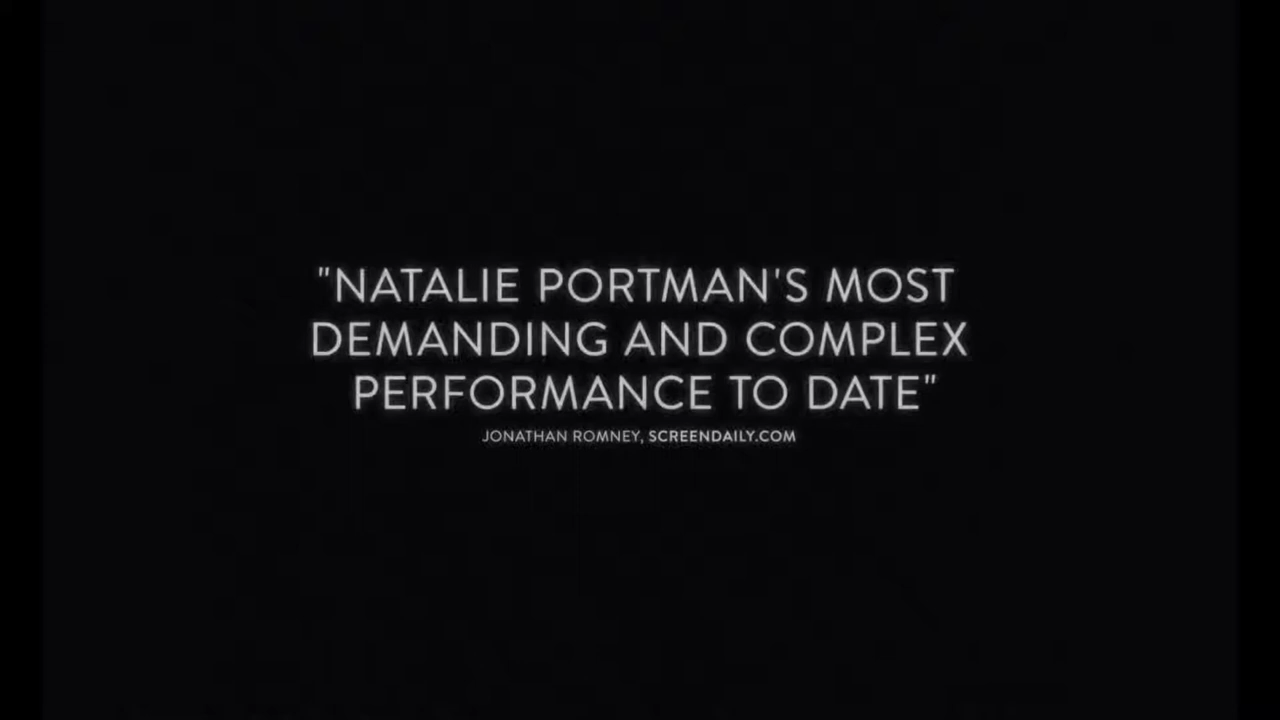 "NATALIE PORTMAN'S MOST
DEMANDING AND COMPLEX
PERFORMANCE TO DATE"
JONATHAN ROMNEY, SCREENDAILY.COM